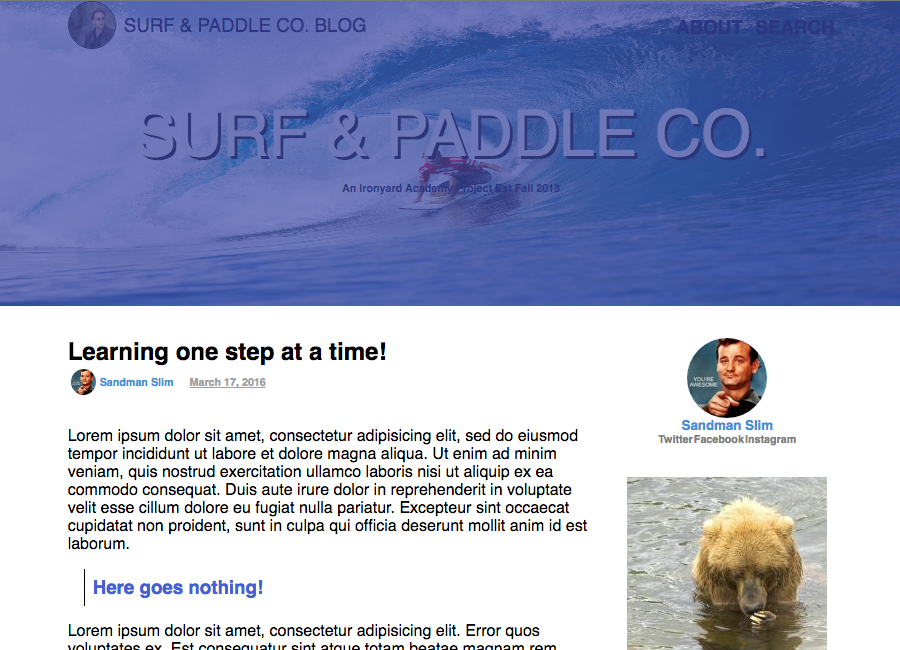 SURF & PADDLE CO. BLOG
ABOUT SEARCH
SURF & PADDLE CO.
An Ironyard Academy Project Est Fall 2013
Learning one step at a time!
Sandman Slim March 17, 2016
YOU'RE
AWESOME
Sandman Slim
TwitterFacebookInstagram
Lorem ipsum dolor sit amet, consectetur adipisicing elit, sed do eiusmod
tempor incididunt ut labore et dolore magna aliqua. Ut enim ad minim
veniam, quis nostrud exercitation ullamco laboris nisi ut aliquip ex ea
commodo consequat. Duis aute irure dolor in reprehenderit in voluptate
velit esse cillum dolore eu fugiat nulla pariatur. Excepteur sint occaecat
cupidatat non proident, sunt in culpa qui officia deserunt mollit anim id est
laborum.
Here goes nothing!
Lorem ipsum dolor sit amet, consectetur adipisicing elit. Error quos
voluptates ex. Est consequatur sint atque totam beatae magnam rem